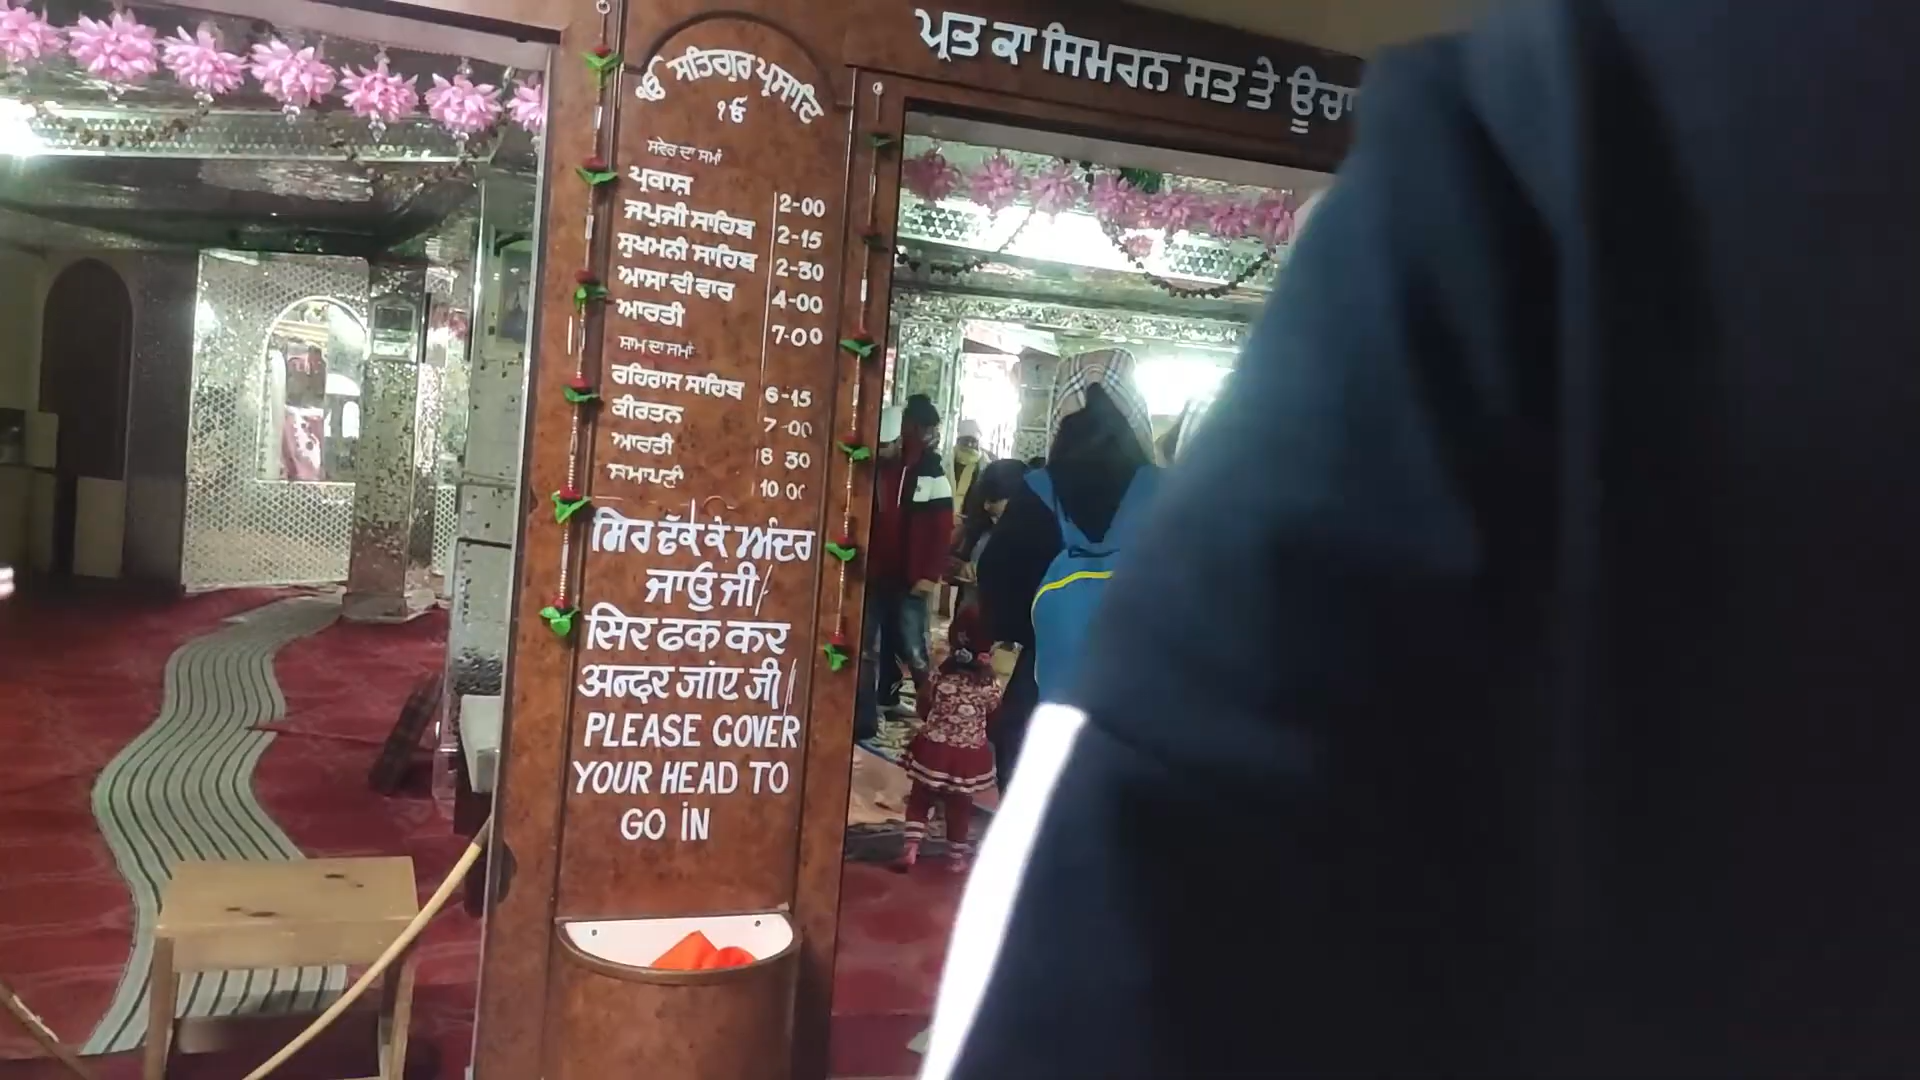 ੴ ਸਤਿਗੁਰ ਪ੍ਰਸਾਦਿ
੧ੳ
ਸਵੇਰ ਦਾ ਸਮਾਂ
ਪ੍ਰਕਾਸ਼ 2-00
ਜਪੁਜੀ ਸਾਹਿਬ 2-15
ਸੁਖਮਨੀ ਸਾਹਿਬ 2-30
ਆਸਾ ਦੀ ਵਾਰ 4-00
ਆਰਤੀ 7-00
ਸ਼ਾਮ ਦਾ ਸਮਾਂ
ਰਹਿਰਾਸ ਸਾਹਿਬ 6-15
ਕੀਰਤਨ 7-00
ਆਰਤੀ 8 30
ਸਮਾਪਤੀ 10 00
ਸਿਰ ਢੱਕ ਕੇ ਅੰਦਰ
ਜਾਓ ਜੀ
सिर ढक कर
अन्दर जांए जी
PLEASE COVER
YOUR HEAD TO
GO IN
ਪ੍ਰਭ ਕਾ ਸਿਮਰਨ ਸਭ ਤੇ ਊਚਾ